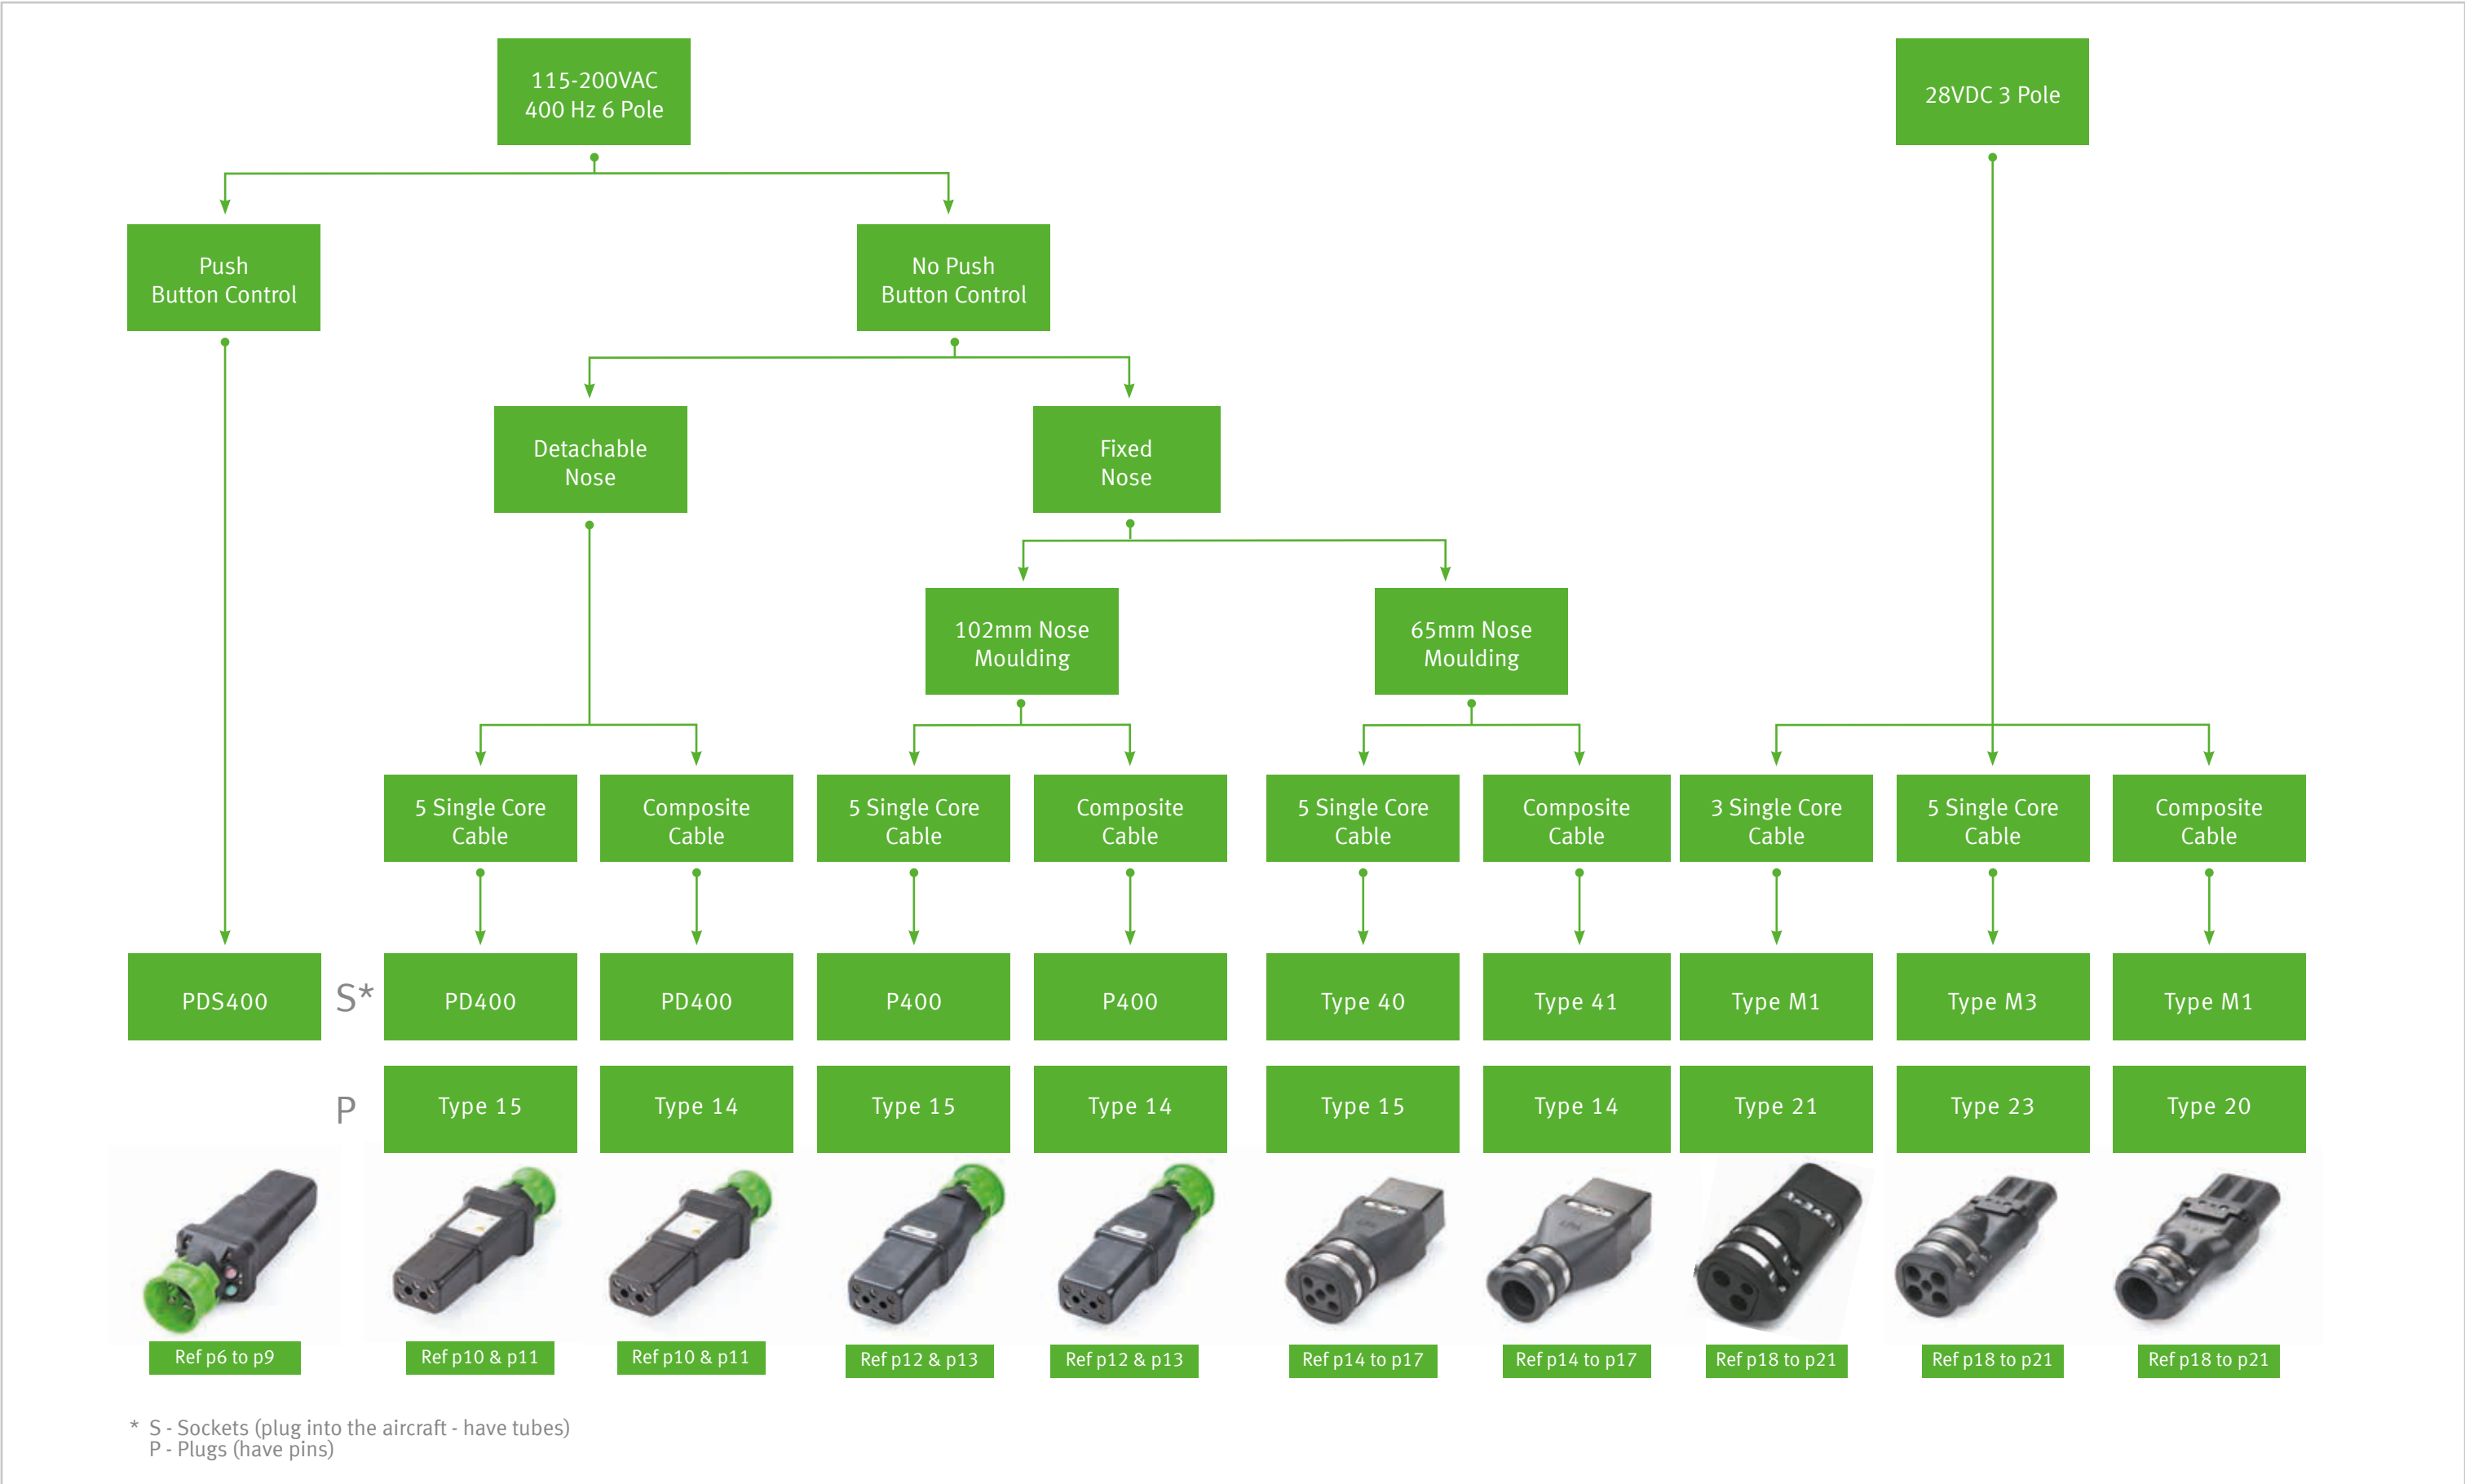 115-200VAC
400 Hz 6 Pole
28VDC 3 Pole
Push
Button Control
No Push
Button Control
Detachable
Nose
Fixed
Nose
102mm Nose
Moulding
65mm Nose
Moulding
5 Single Core
Cable
Composite
Cable
5 Single Core
Cable
Composite
Cable
5 Single Core
Cable
Composite
Cable
3 Single Core
Cable
5 Single Core
Cable
Composite
Cable
PDS400
S*
PD400
PD400
P400
P400
Type 40
Type 41
Type M1
Type M3
Type M1
P
Type 15
Type 14
Type 15
Type 14
Type 15
Type 14
Type 21
Type 23
Type 20
Ref p6 to p9
Ref p10 & p11
Ref p10 & p11
Ref p12 & p13
Ref p12 & p13
Ref p14 to p17
Ref p14 to p17
Ref p18 to p21
Ref p18 to p21
Ref p18 to p21
* S - Sockets (plug into the aircraft - have tubes)
P - Plugs (have pins)